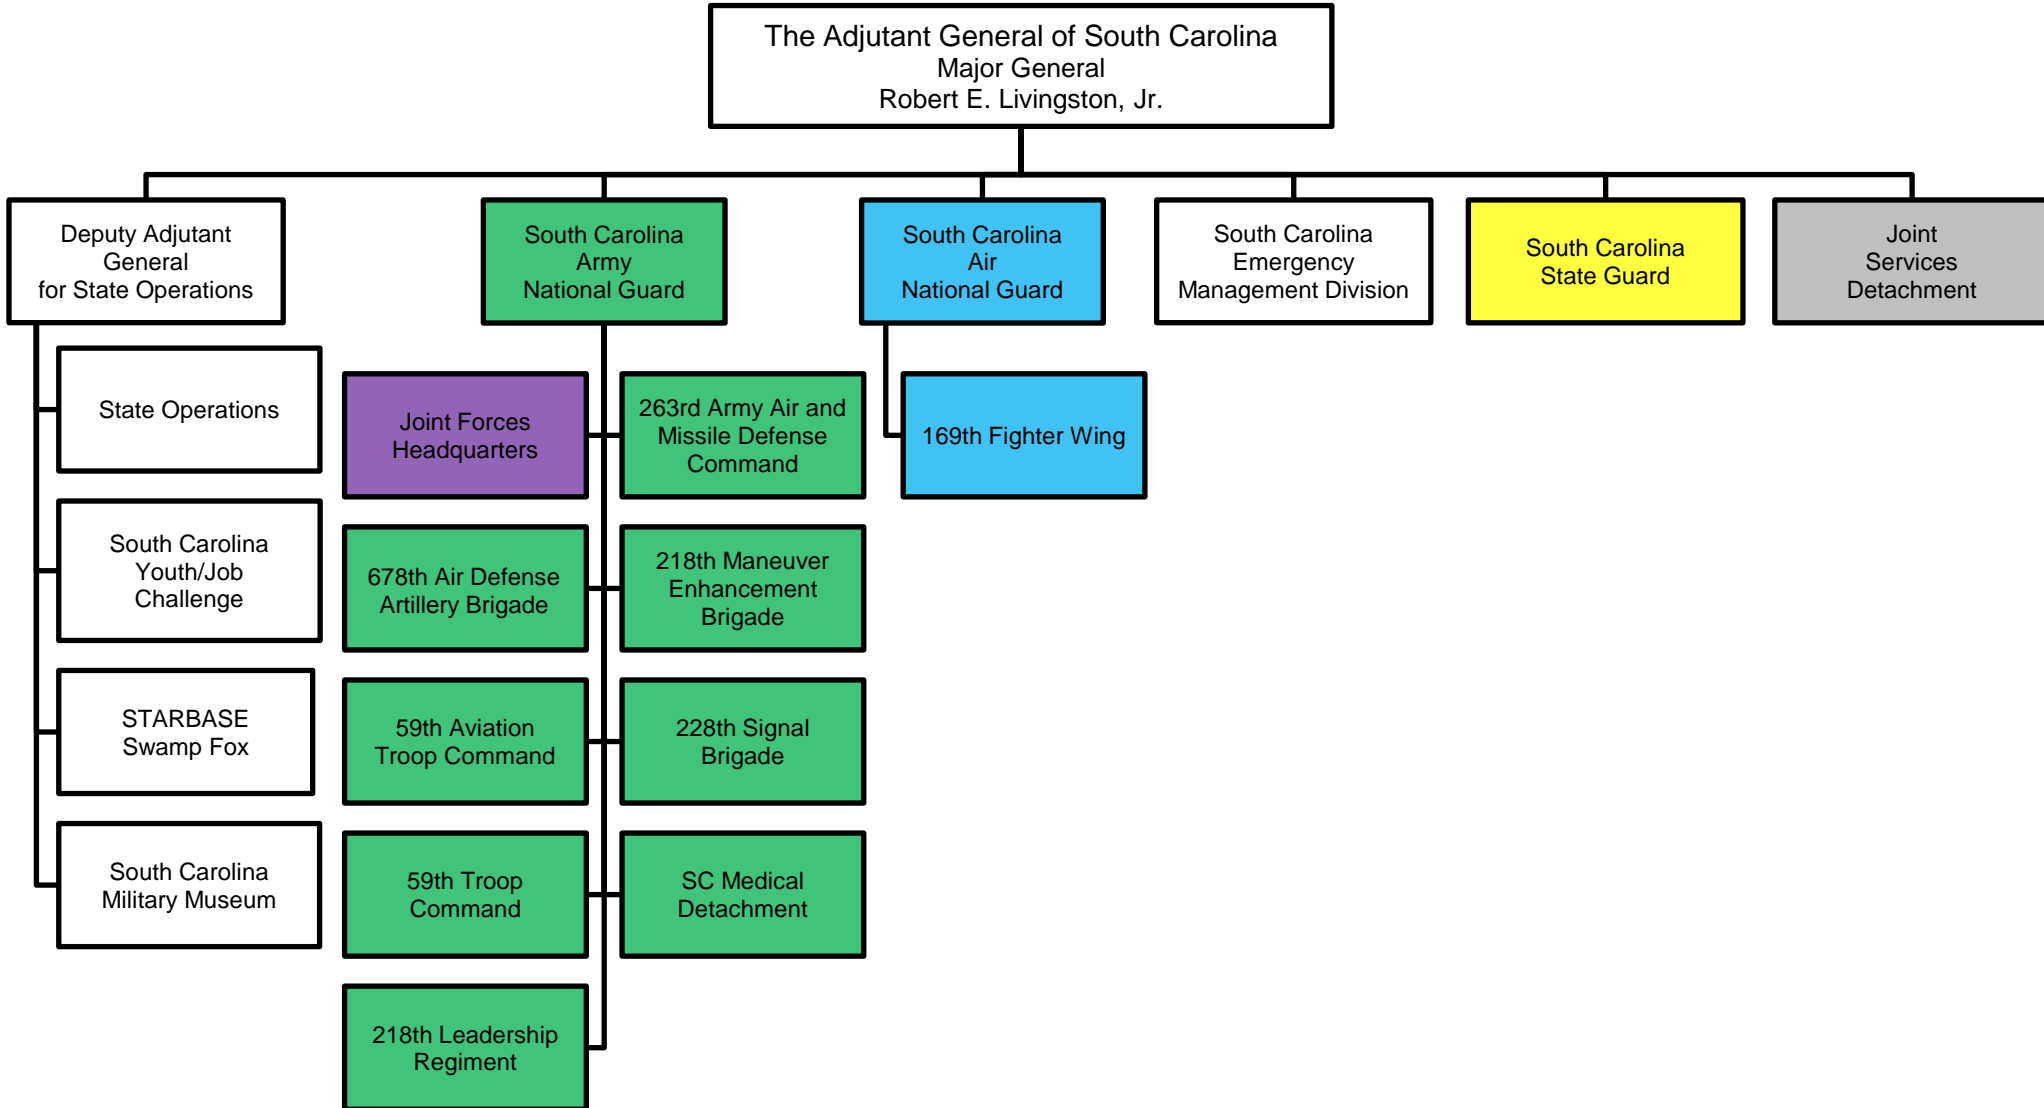 The Adjutant General of South Carolina
Major General
Robert E. Livingston, Jr.
Deputy Adjutant
General
for State Operations
South Carolina
Army
National Guard
South Carolina
Air
National Guard
South Carolina
Emergency
Management Division
South Carolina
State Guard
Joint
Services
Detachment
State Operations
South Carolina
Youth/Job
Challenge
STARBASE
Swamp Fox
South Carolina
Military Museum
Joint Forces
Headquarters
263rd Army Air and
Missile Defense
Command
678th Air Defense
Artillery Brigade
218th Maneuver
Enhancement
Brigade
59th Aviation
Troop Command
228th Signal
Brigade
59th Troop
Command
SC Medical
Detachment
218th Leadership
Regiment
169th Fighter Wing